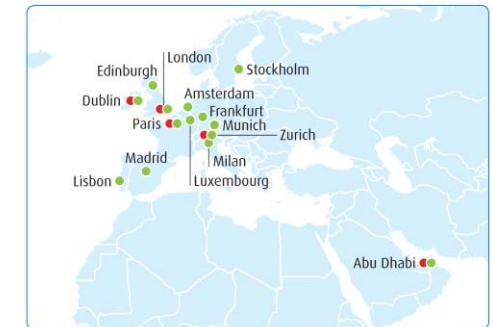 London
Edinburgh
Stockholm
Amsterdam
Dublin
Frankfurt
Paris
Munich
Zurich
Madrid
Milan
Lisbon
Luxembourg
Abu Dhabi